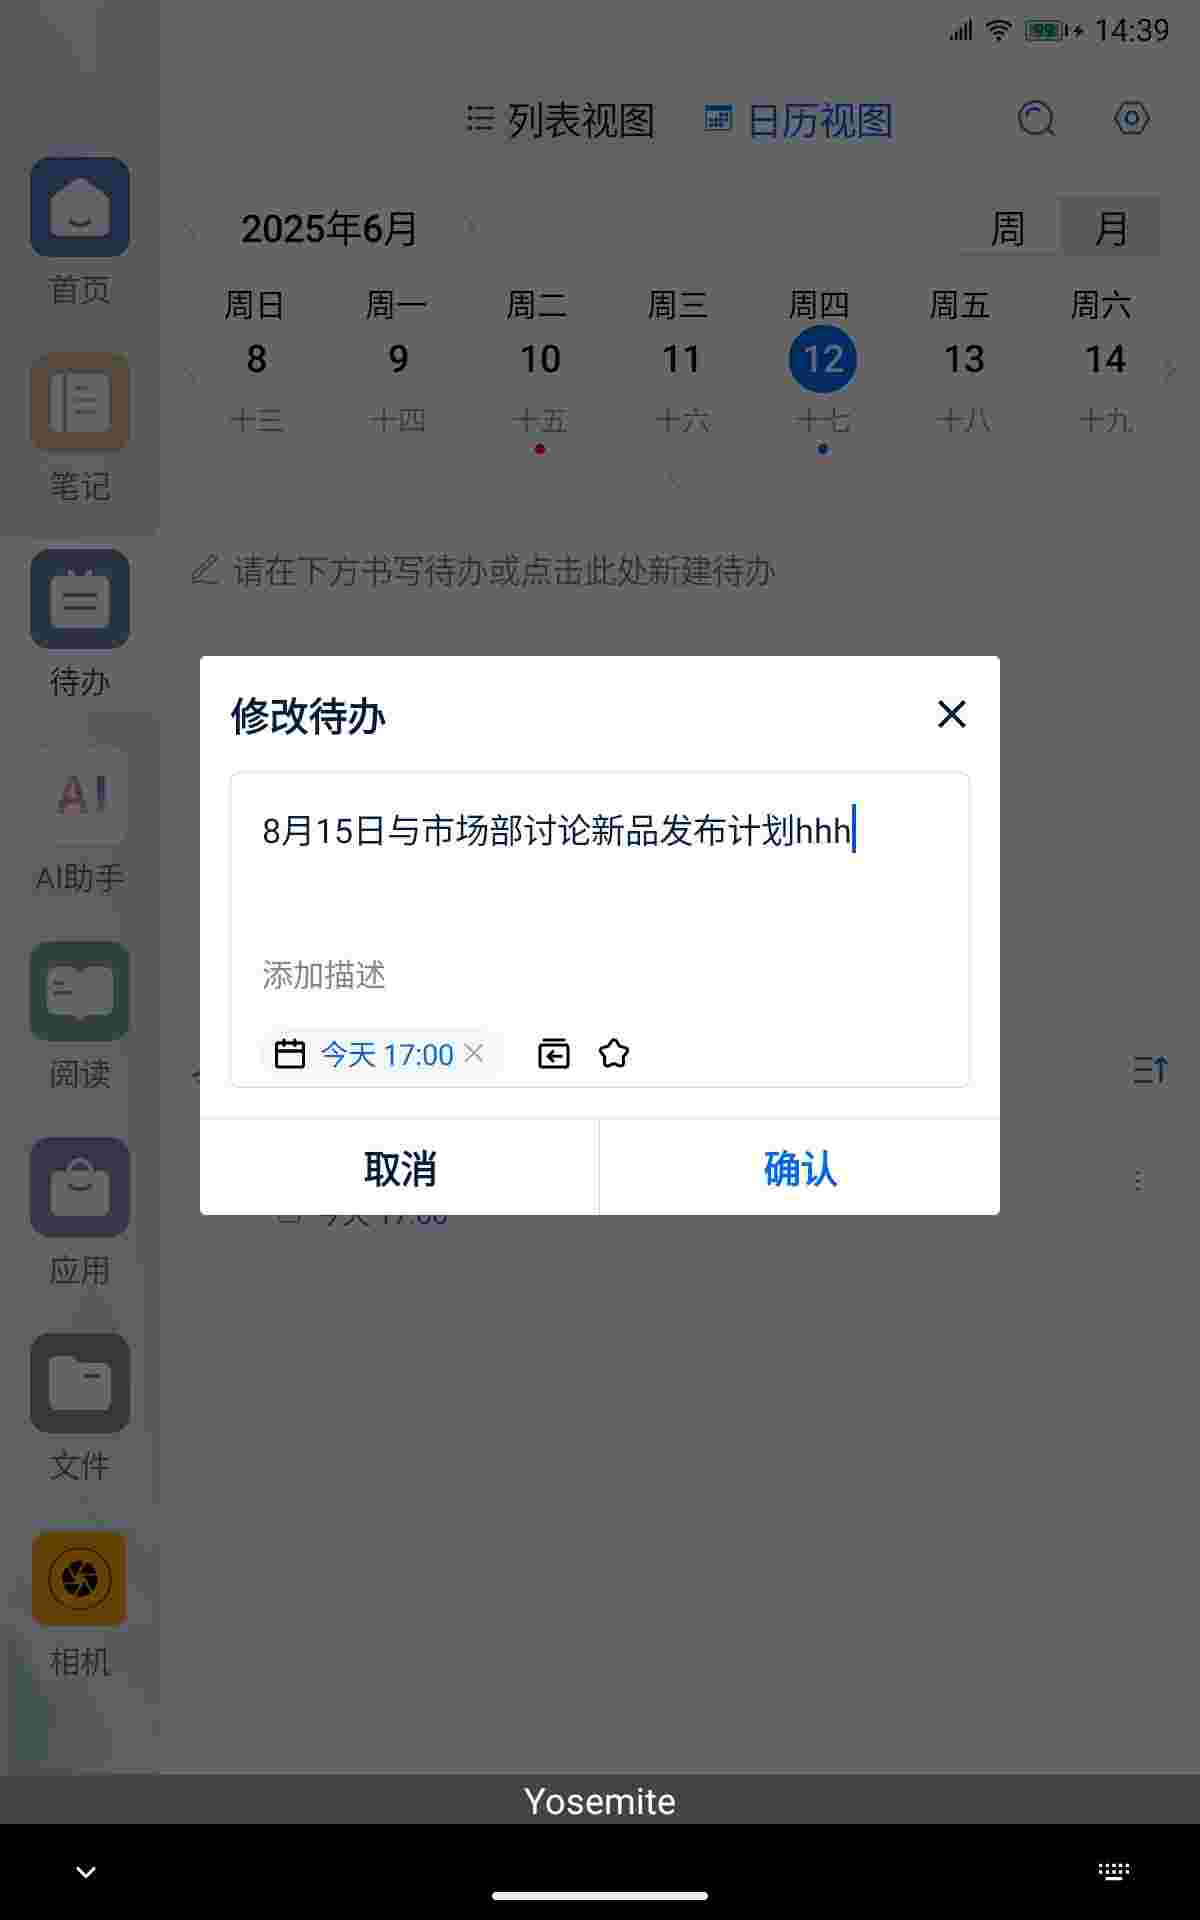 99 14:39
列表视图 日历视图
2025年6月 周 月
周日 周一 周二 周三 周四 周五 周六
8 9 10 11 12 13 14
十三 十四 十五 十六 十七 十八 十九
请在下方书写待办或点击此处新建待办
首页
笔记
待办
AI
AI助手
阅读
应用
文件
相机
修改待办
8月15日与市场部讨论新品发布计划hhh
添加描述
今天 17:00
取消 确认
今天 17:00
Yosemite